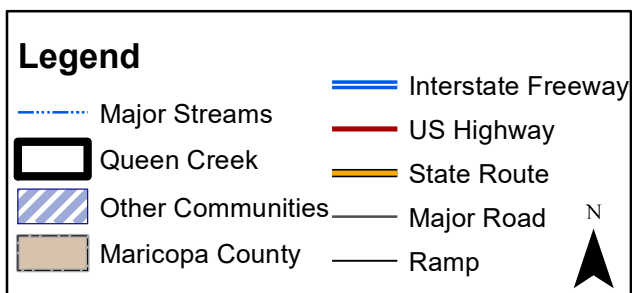 Legend
Major Streams
Queen Creek
Other Communities
Maricopa County
Interstate Freeway
US Highway
State Route
Major Road
Ramp
N